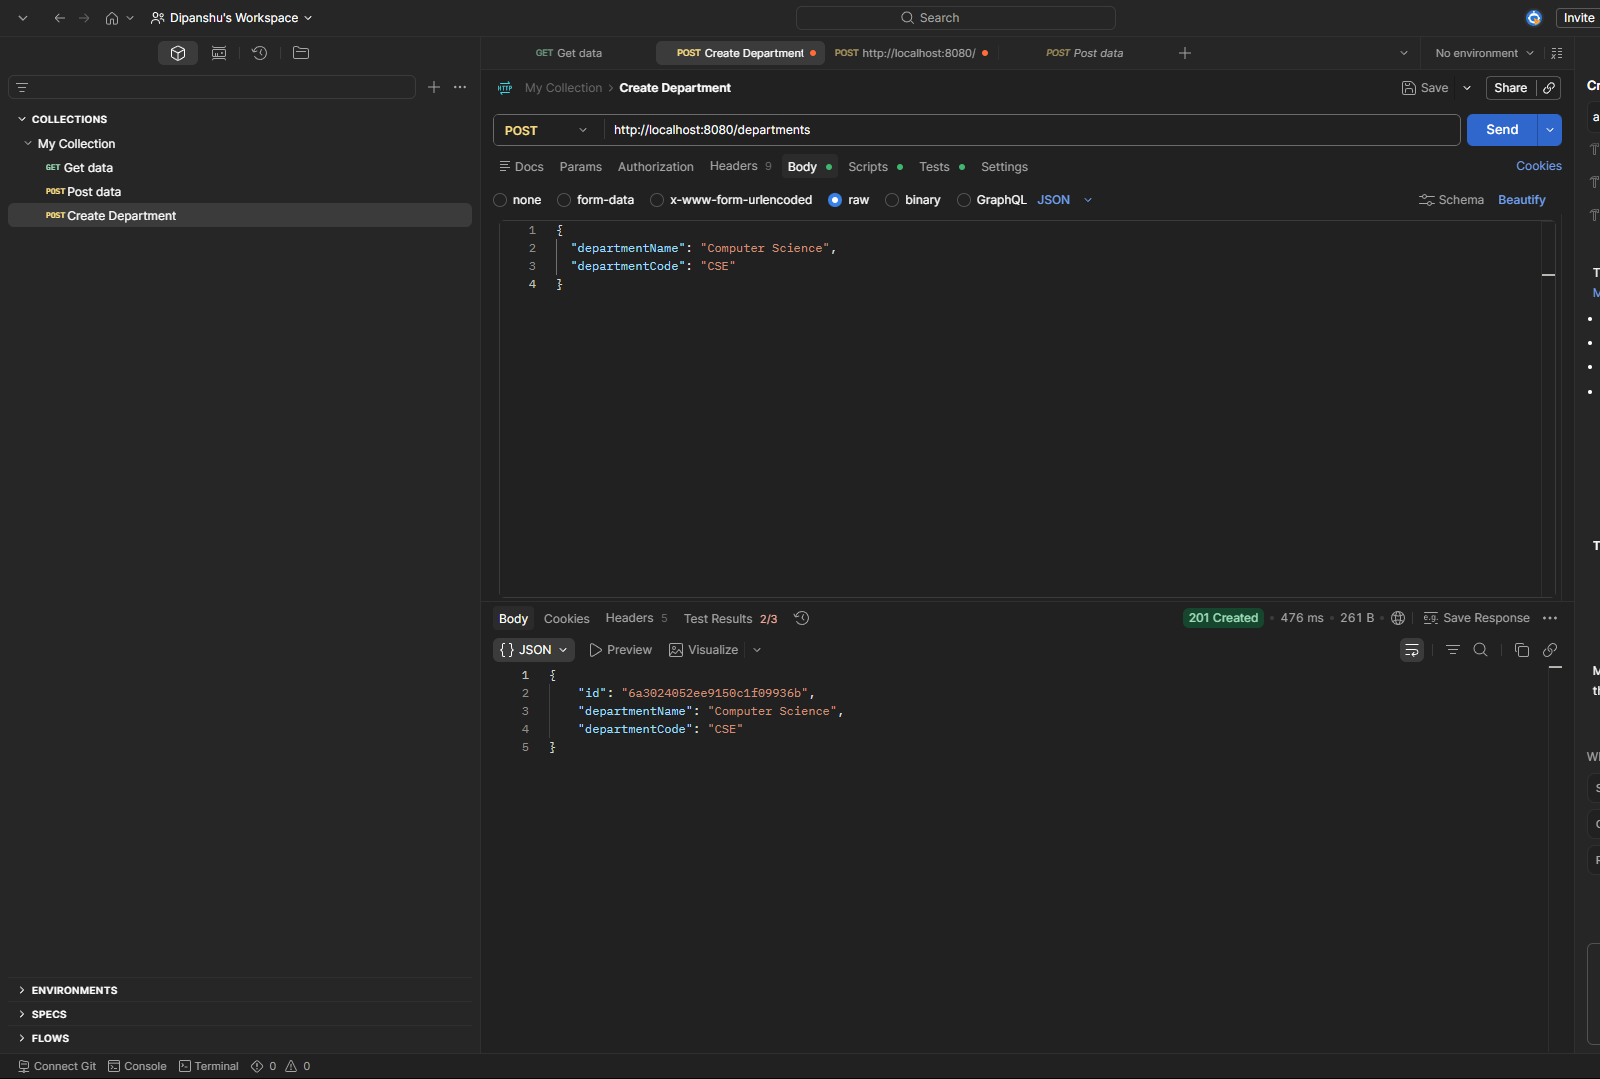 Dipanshu's Workspace
Search
Invite
GET Get data
POST Create Department
POST http://localhost:8080/
POST Post data
No environment
COLLECTIONS
My Collection
GET Get data
POST Post data
POST Create Department
HTTP My Collection > Create Department
Save
Share
POST
http://localhost:8080/departments
Send
Docs
Params
Authorization
Headers 9
Body
Scripts
Tests
Settings
Cookies
none
form-data
x-www-form-urlencoded
raw
binary
GraphQL
JSON
Schema
Beautify
1 {
2 "departmentName": "Computer Science",
3 "departmentCode": "CSE"
4 }
Body
Cookies
Headers 5
Test Results 2/3
201 Created
476 ms
261 B
e.g. Save Response
{} JSON
Preview
Visualize
1 {
2 "id": "6a3024052ee9150c1f09936b",
3 "departmentName": "Computer Science",
4 "departmentCode": "CSE"
5 }
ENVIRONMENTS
SPECS
FLOWS
Connect Git
Console
Terminal
0
0